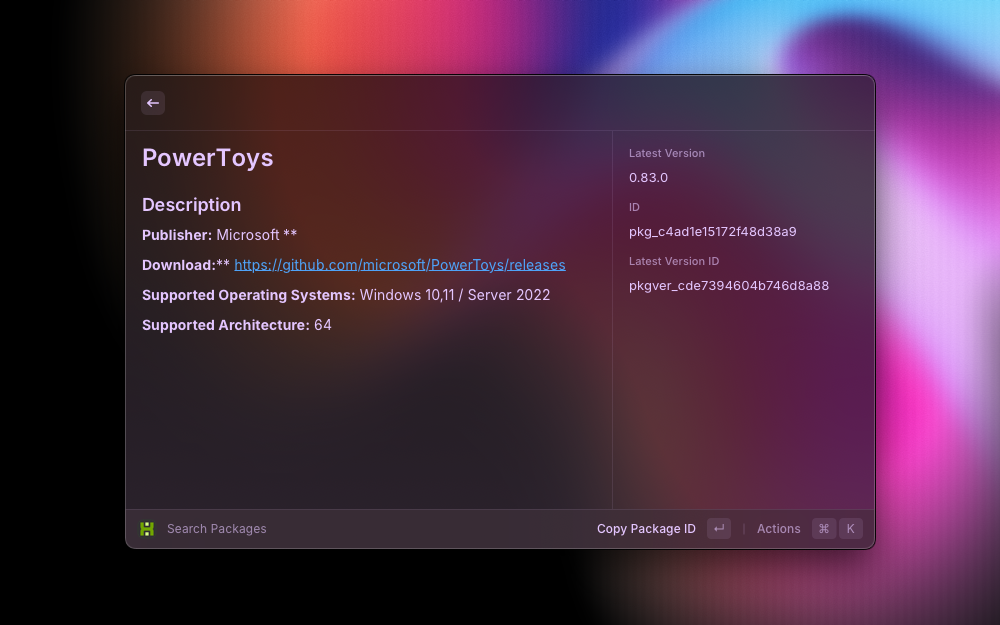 PowerToys
Description
Publisher: Microsoft **
Download:** https://github.com/microsoft/PowerToys/releases
Supported Operating Systems: Windows 10,11 / Server 2022
Supported Architecture: 64
Latest Version
0.83.0
ID
pkg_c4ad1e15172f48d38a9
Latest Version ID
pkgver_cde7394604b746d8a88
Search Packages
Copy Package ID ↵ Actions ⌘ K